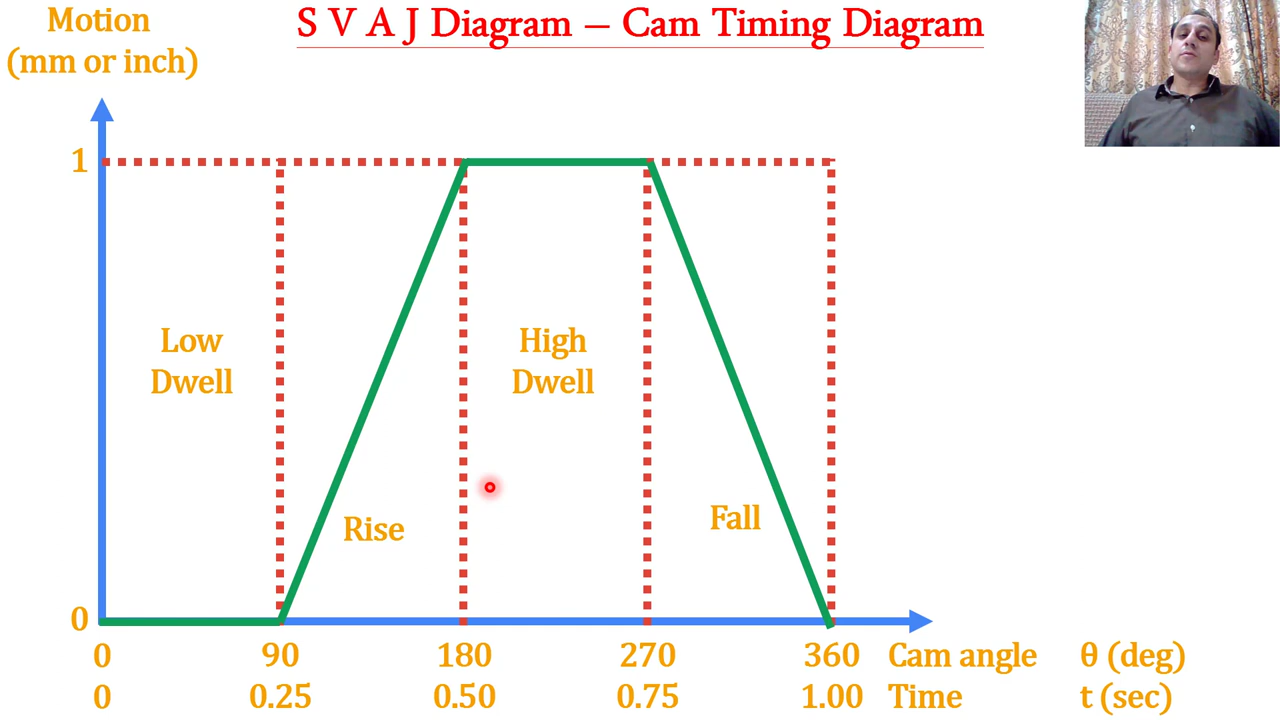 S V A J Diagram – Cam Timing Diagram
Motion
(mm or inch)
1
Low
Dwell
High
Dwell
Rise
Fall
0
0 90 180 270 360 Cam angle θ (deg)
0 0.25 0.50 0.75 1.00 Time t (sec)